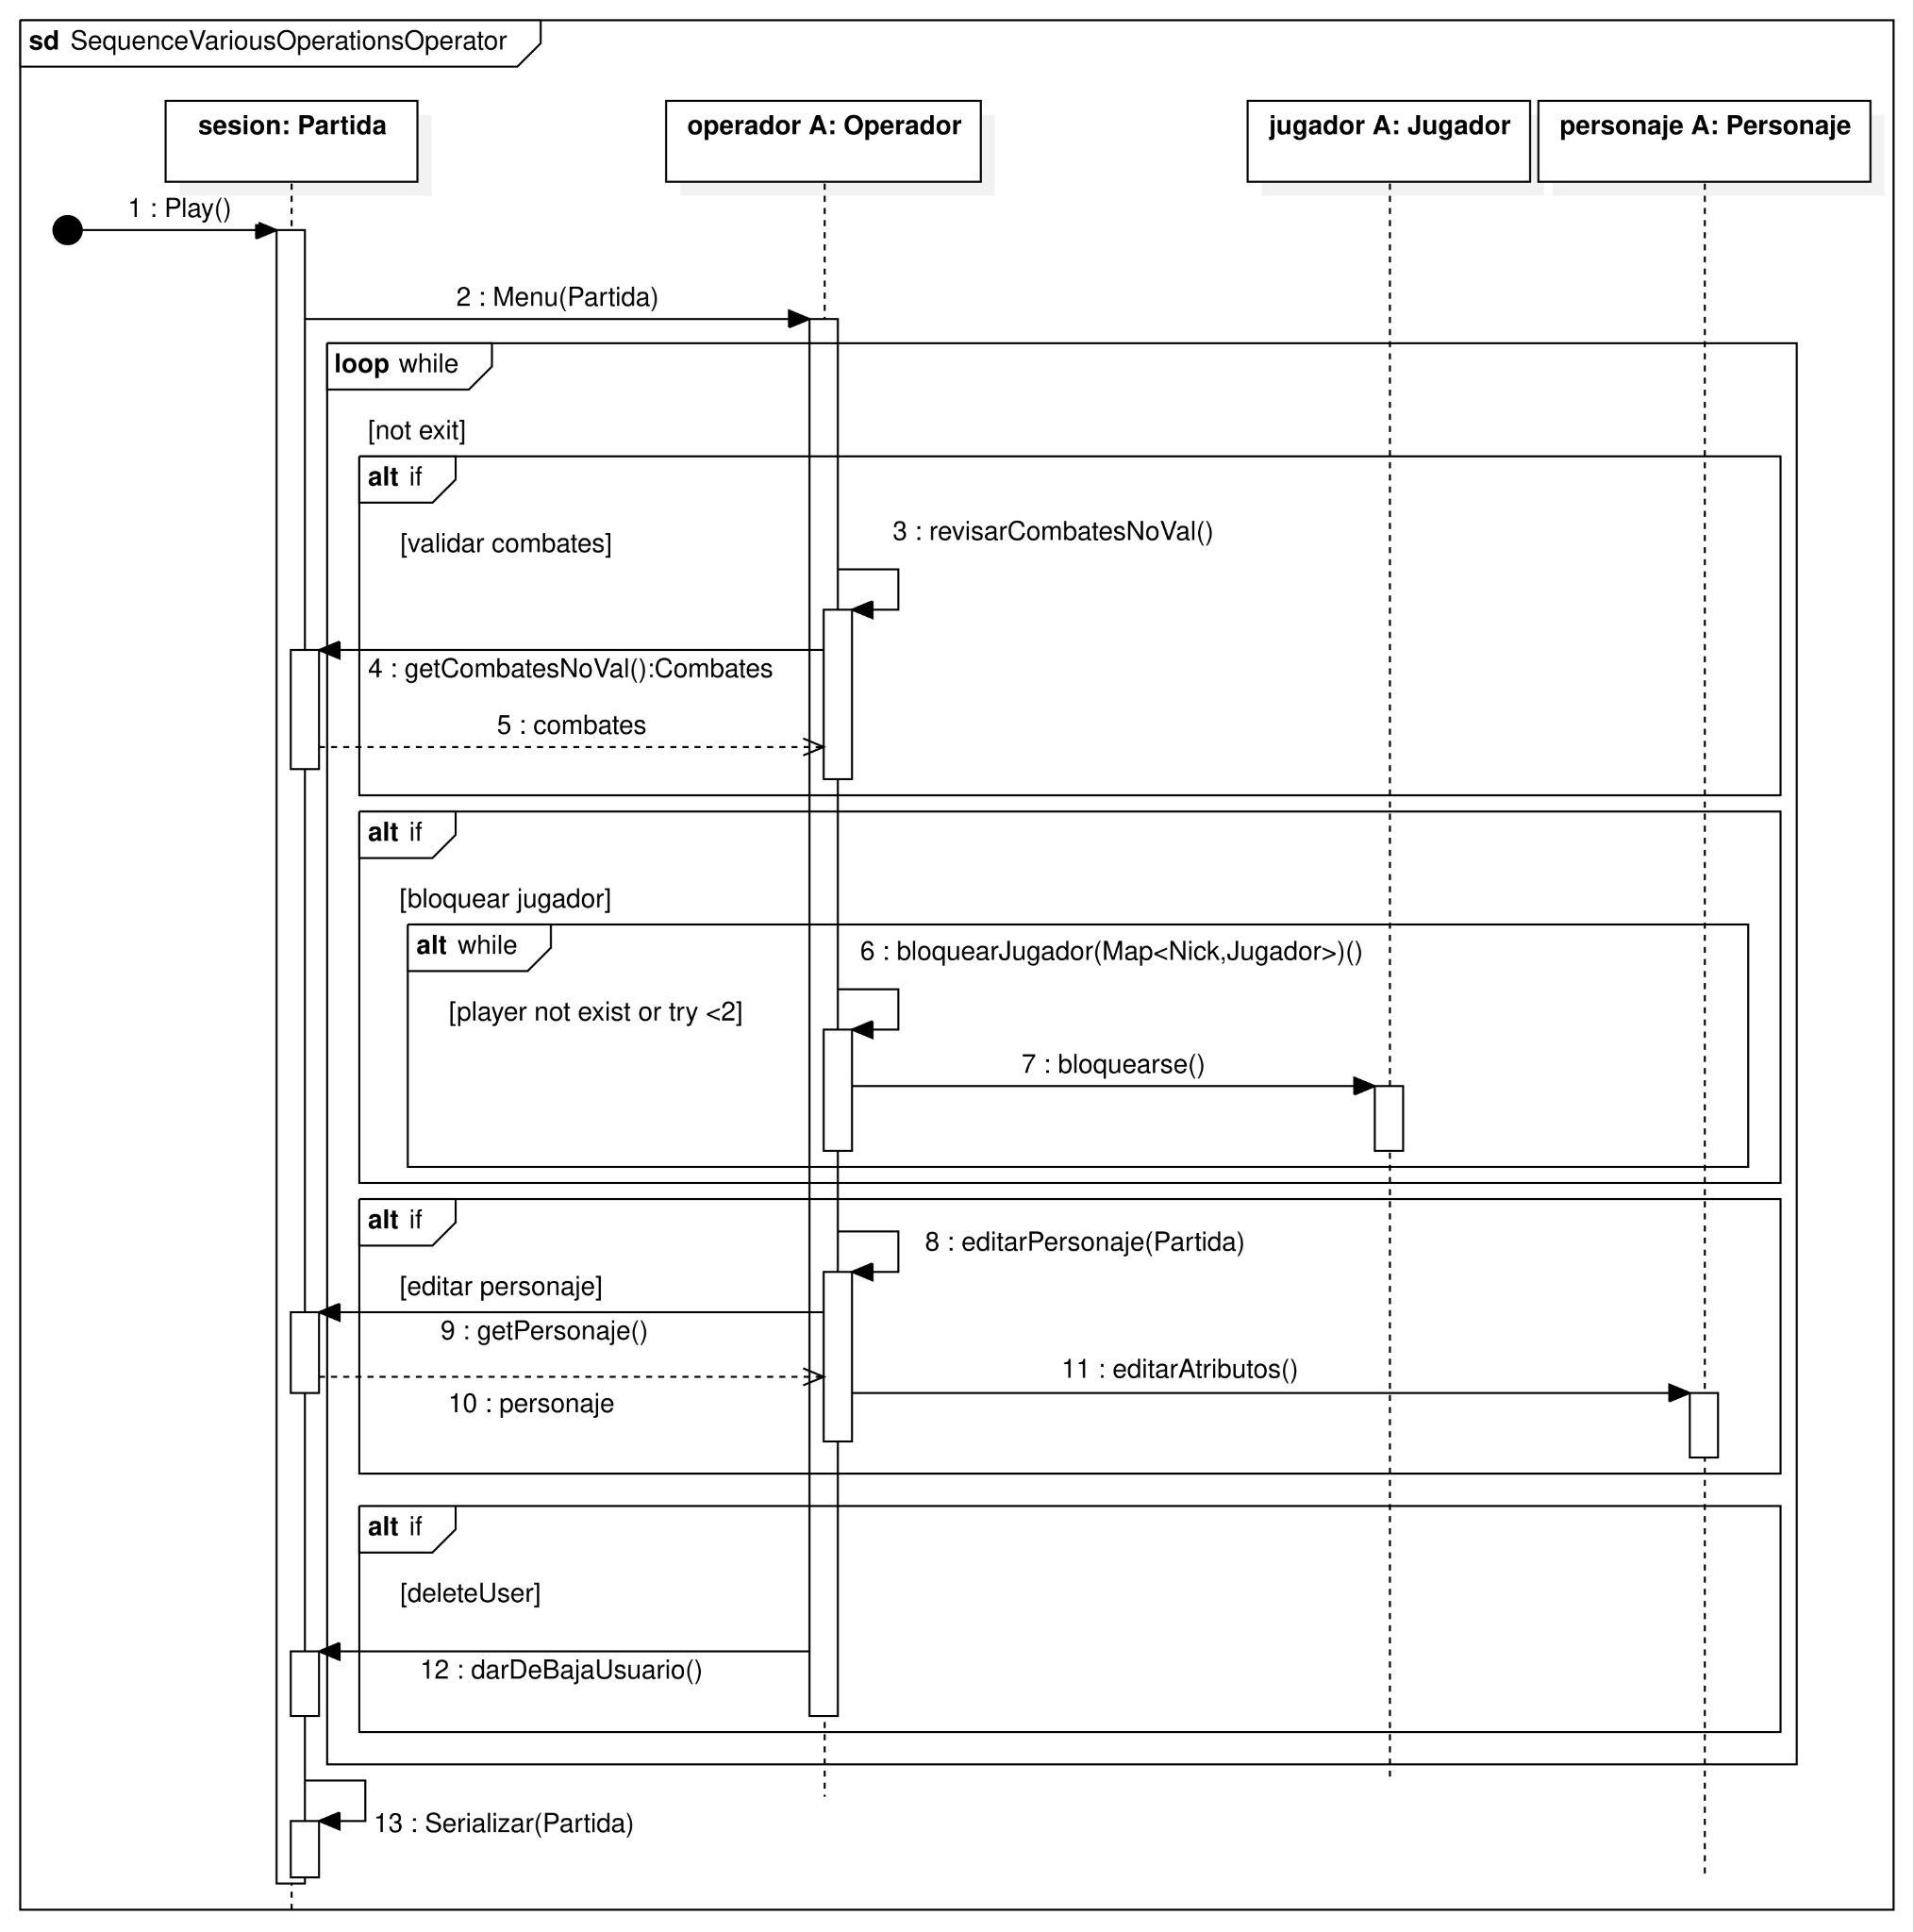 sd SequenceVariousOperationsOperator
sesion: Partida
operador A: Operador
jugador A: Jugador
personaje A: Personaje
1 : Play()
2 : Menu(Partida)
loop while
[not exit]
alt if
[validar combates]
3 : revisarCombatesNoVal()
4 : getCombatesNoVal():Combates
5 : combates
alt if
[bloquear jugador]
alt while
6 : bloquearJugador(Map<Nick,Jugador>)()
[player not exist or try <2]
7 : bloquearse()
alt if
8 : editarPersonaje(Partida)
[editar personaje]
9 : getPersonaje()
11 : editarAtributos()
10 : personaje
alt if
[deleteUser]
12 : darDeBajaUsuario()
13 : Serializar(Partida)